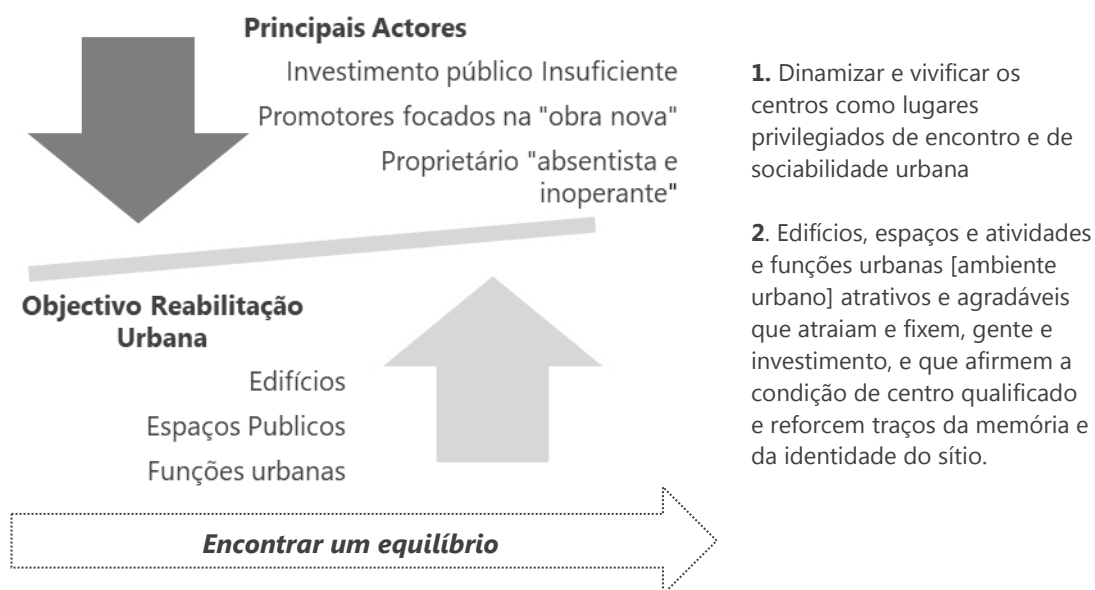 Principais Actores
Investimento público Insuficiente
Promotores focados na "obra nova"
Proprietário "absentista e
inoperante"
Objectivo Reabilitação
Urbana
Edifícios
Espaços Publicos
Funções urbanas
Encontrar um equilíbrio
1. Dinamizar e vivificar os
centros como lugares
privilegiados de encontro e de
sociabilidade urbana
2. Edifícios, espaços e atividades
e funções urbanas [ambiente
urbano] atrativos e agradáveis
que atraiam e fixem, gente e
investimento, e que afirmem a
condição de centro qualificado
e reforcem traços da memória e
da identidade do sítio.